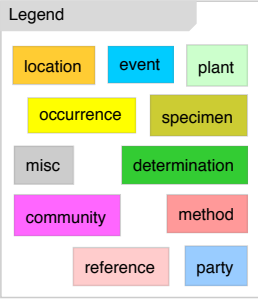 Legend
location
event
plant
occurrence
specimen
misc
determination
community
method
reference
party